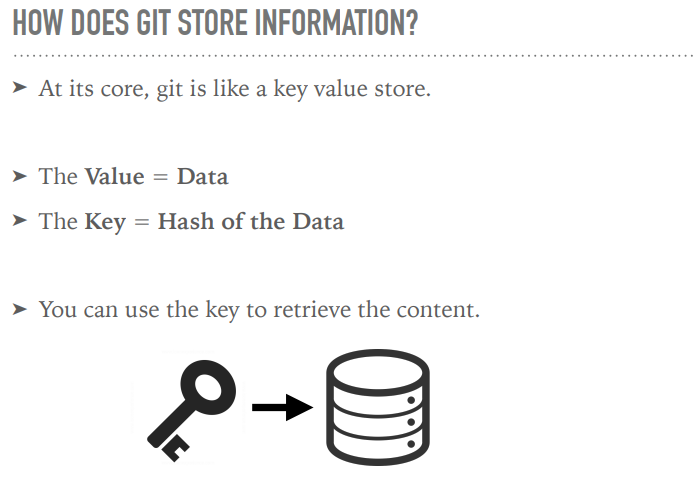 HOW DOES GIT STORE INFORMATION?
➤ At its core, git is like a key value store.
➤ The Value = Data
➤ The Key = Hash of the Data
➤ You can use the key to retrieve the content.